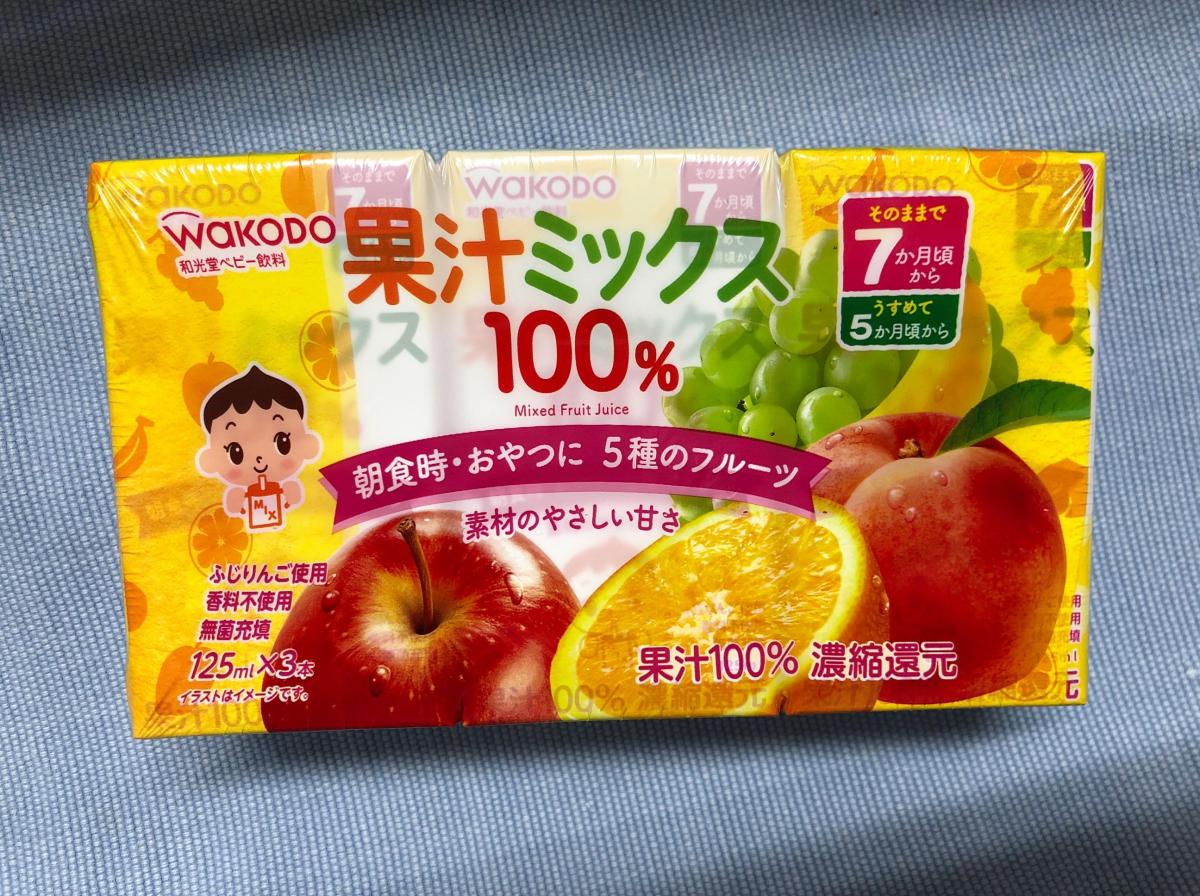 WAKODO
和光堂ベビー飲料
果汁ミックス
100%
Mixed Fruit Juice
そのままで
7か月頃
から
うすめて
5か月頃から
朝食時・おやつに 5種のフルーツ
素材のやさしい甘さ
MIX
ふじりんご使用
香料不使用
無菌充填
125ml×3本
イラストはイメージです。
果汁100% 濃縮還元